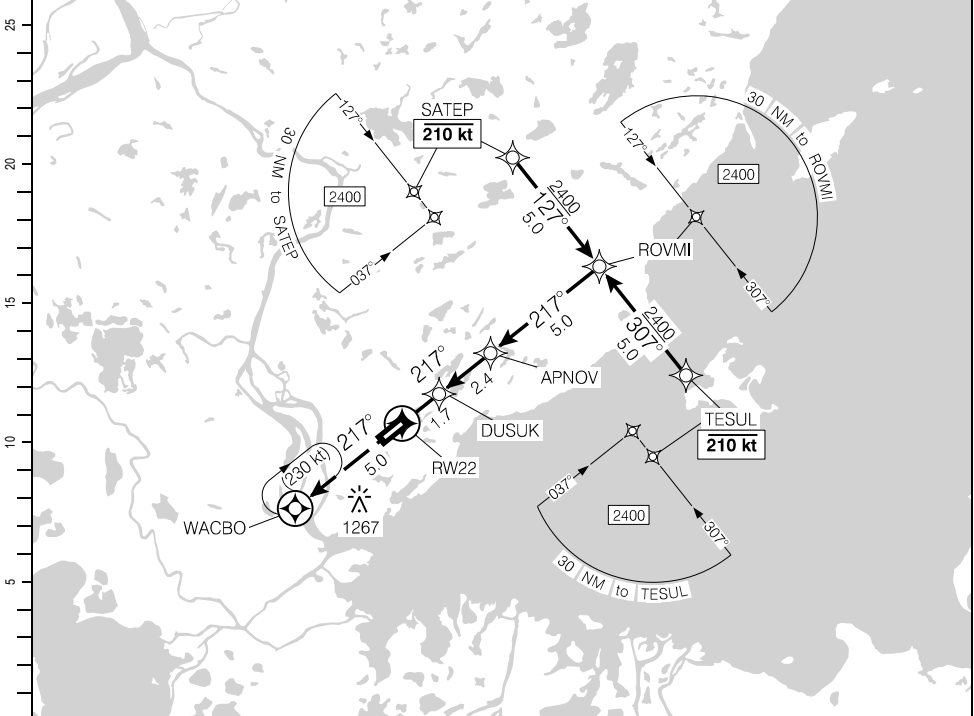 25
20
15
10
5
SATEP
210 kt
127°
30 NM to SATEP
2400
037°
2400
127°
5.0
30 NM to ROVMI
127°
2400
307°
ROVMI
217°
5.0
2400
307°
5.0
217°
2.4
APNOV
TESUL
210 kt
DUSUK
1.7
RW22
217°
5.0
(230 kt)
WACBO
1267
037°
2400
307°
30 NM to TESUL